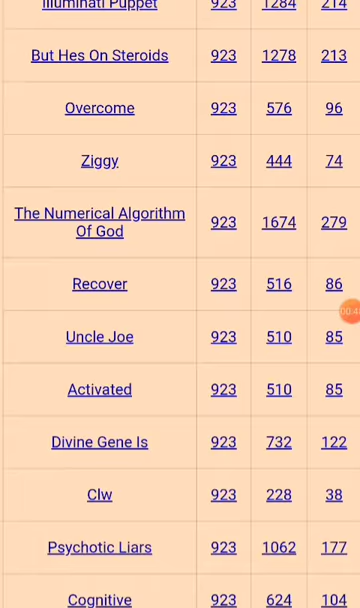 Illuminati Puppet 923 1284 214
But Hes On Steroids 923 1278 213
Overcome 923 576 96
Ziggy 923 444 74
The Numerical Algorithm
Of God 923 1674 279
Recover 923 516 86
00:4
Uncle Joe 923 510 85
Activated 923 510 85
Divine Gene Is 923 732 122
Clw 923 228 38
Psychotic Liars 923 1062 177
Cognitive 923 624 104